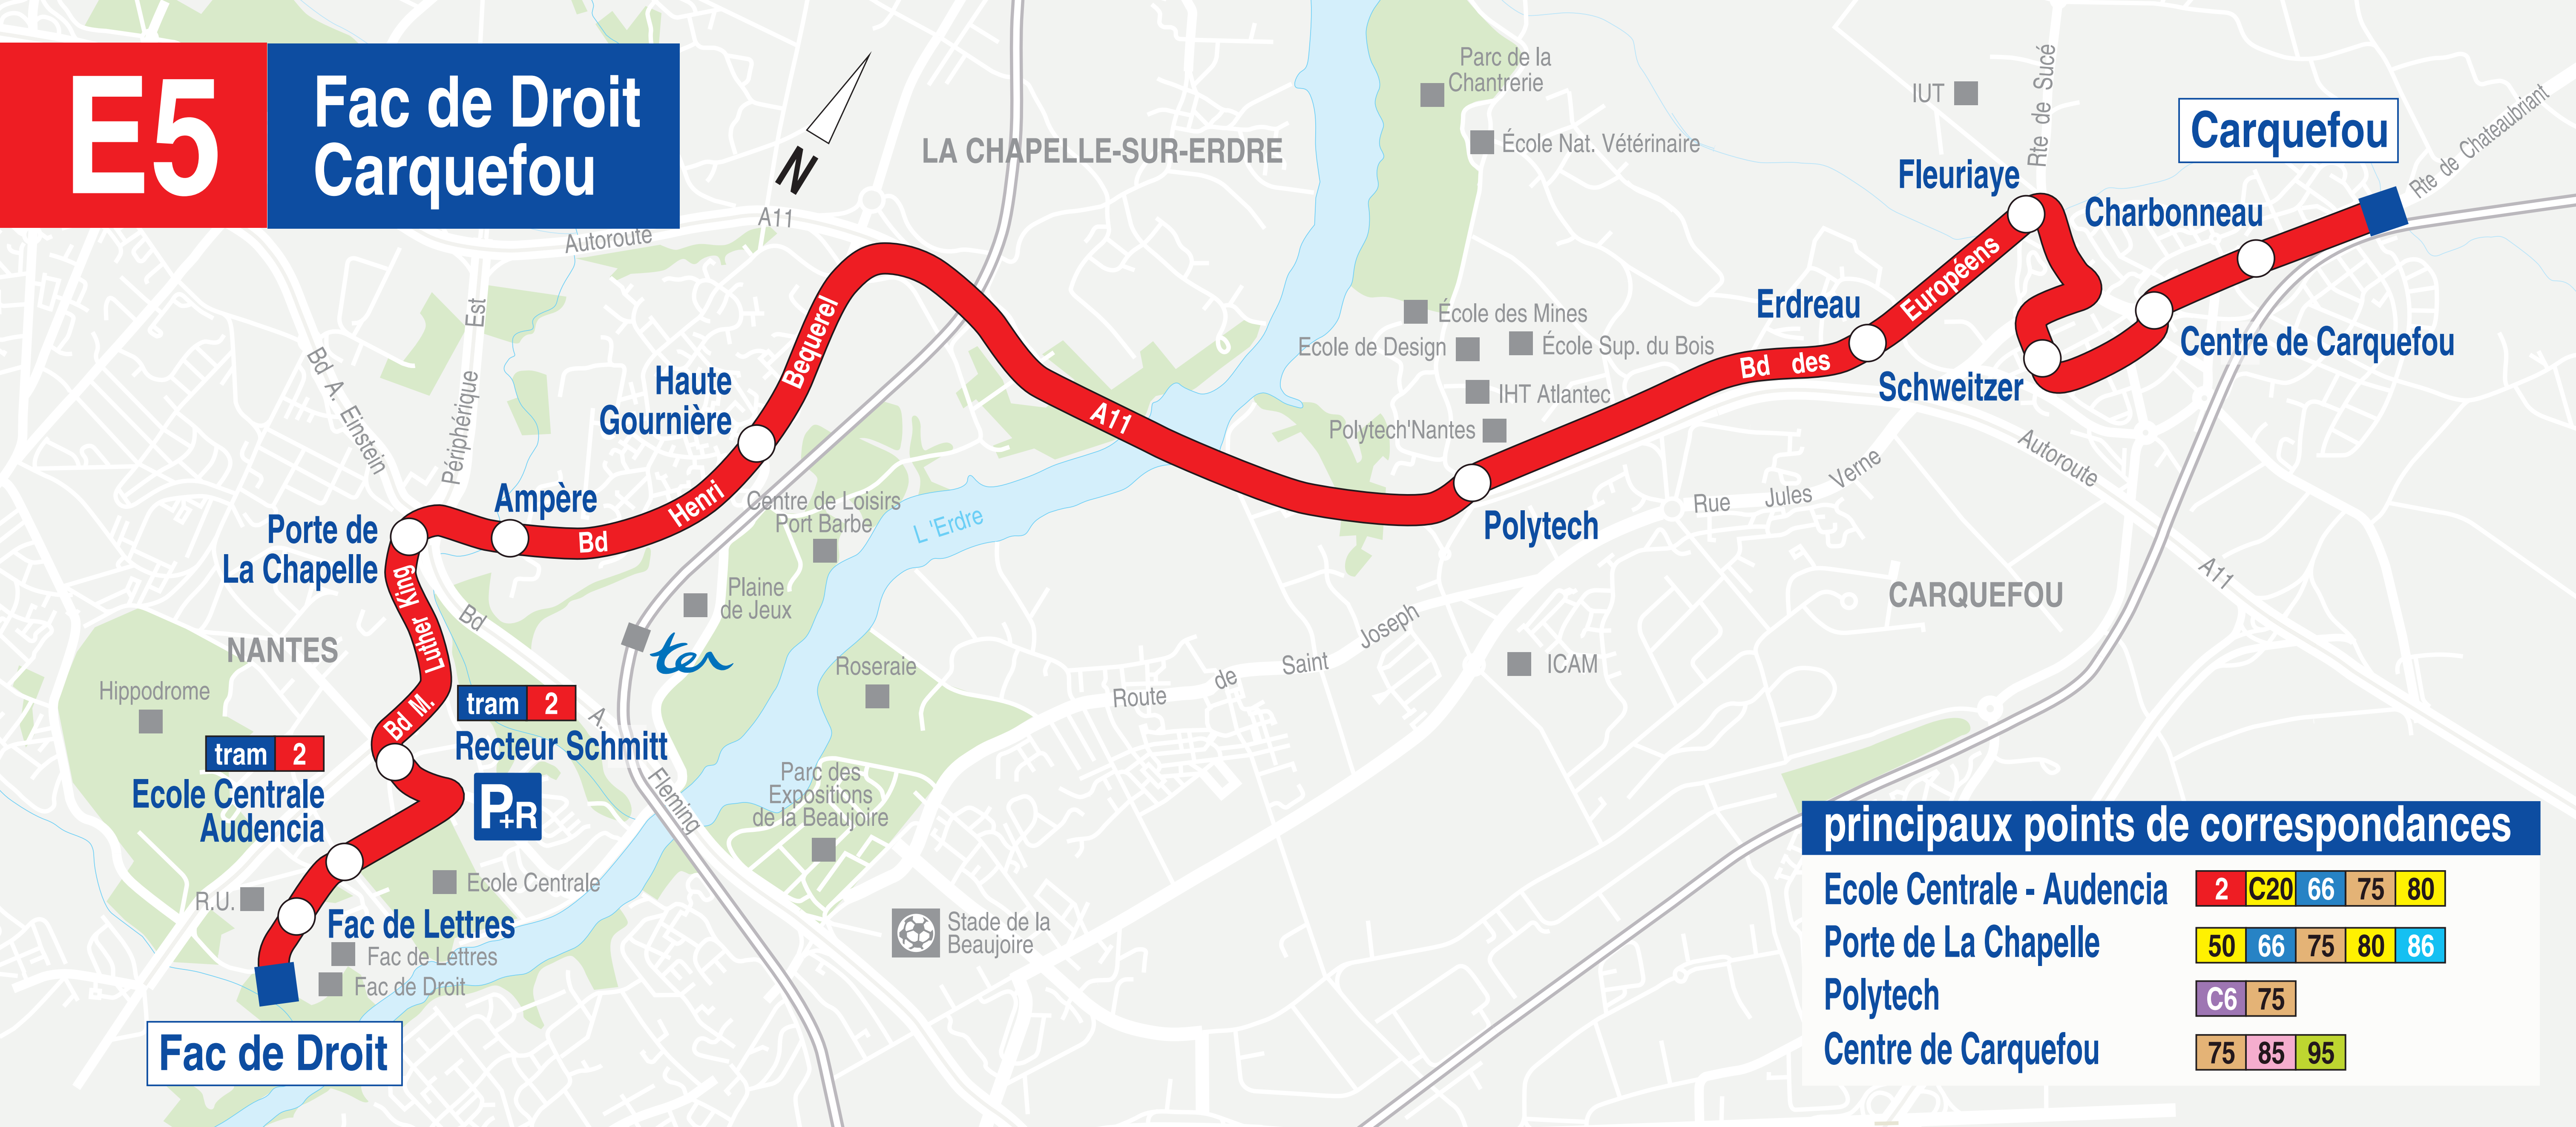 E5
Fac de Droit
Carquefou
N
A11
Autoroute
LA CHAPELLE-SUR-ERDRE
Parc de la
Chantrerie
École Nat. Vétérinaire
IUT
Rte de Sucé
Carquefou
Rte de Chateaubriant
Fleuriaye
Charbonneau
Centre de Carquefou
Schweitzer
Erdreau
Européens
Bd des
École des Mines
Ecole de Design
École Sup. du Bois
IHT Atlantec
Polytech'Nantes
Polytech
A11
Bequerel
Henri
Bd
Haute
Gournière
Ampère
Porte de
La Chapelle
Bd A. Einstein
Périphérique Est
Centre de Loisirs
Port Barbe
L'Erdre
Plaine
de Jeux
ter
Roseraie
Parc des
Expositions
de la Beaujoire
Stade de la
Beaujoire
Bd A. Fleming
Luther King
Bd M.
NANTES
Hippodrome
tram 2
Recteur Schmitt
P+R
tram 2
Ecole Centrale
Audencia
Ecole Centrale
R.U.
Fac de Lettres
Fac de Lettres
Fac de Droit
Fac de Droit
Route de Saint Joseph
Rue Jules Verne
ICAM
CARQUEFOU
Autoroute
A11
principaux points de correspondances
Ecole Centrale - Audencia 2 C20 66 75 80
Porte de La Chapelle 50 66 75 80 86
Polytech C6 75
Centre de Carquefou 75 85 95